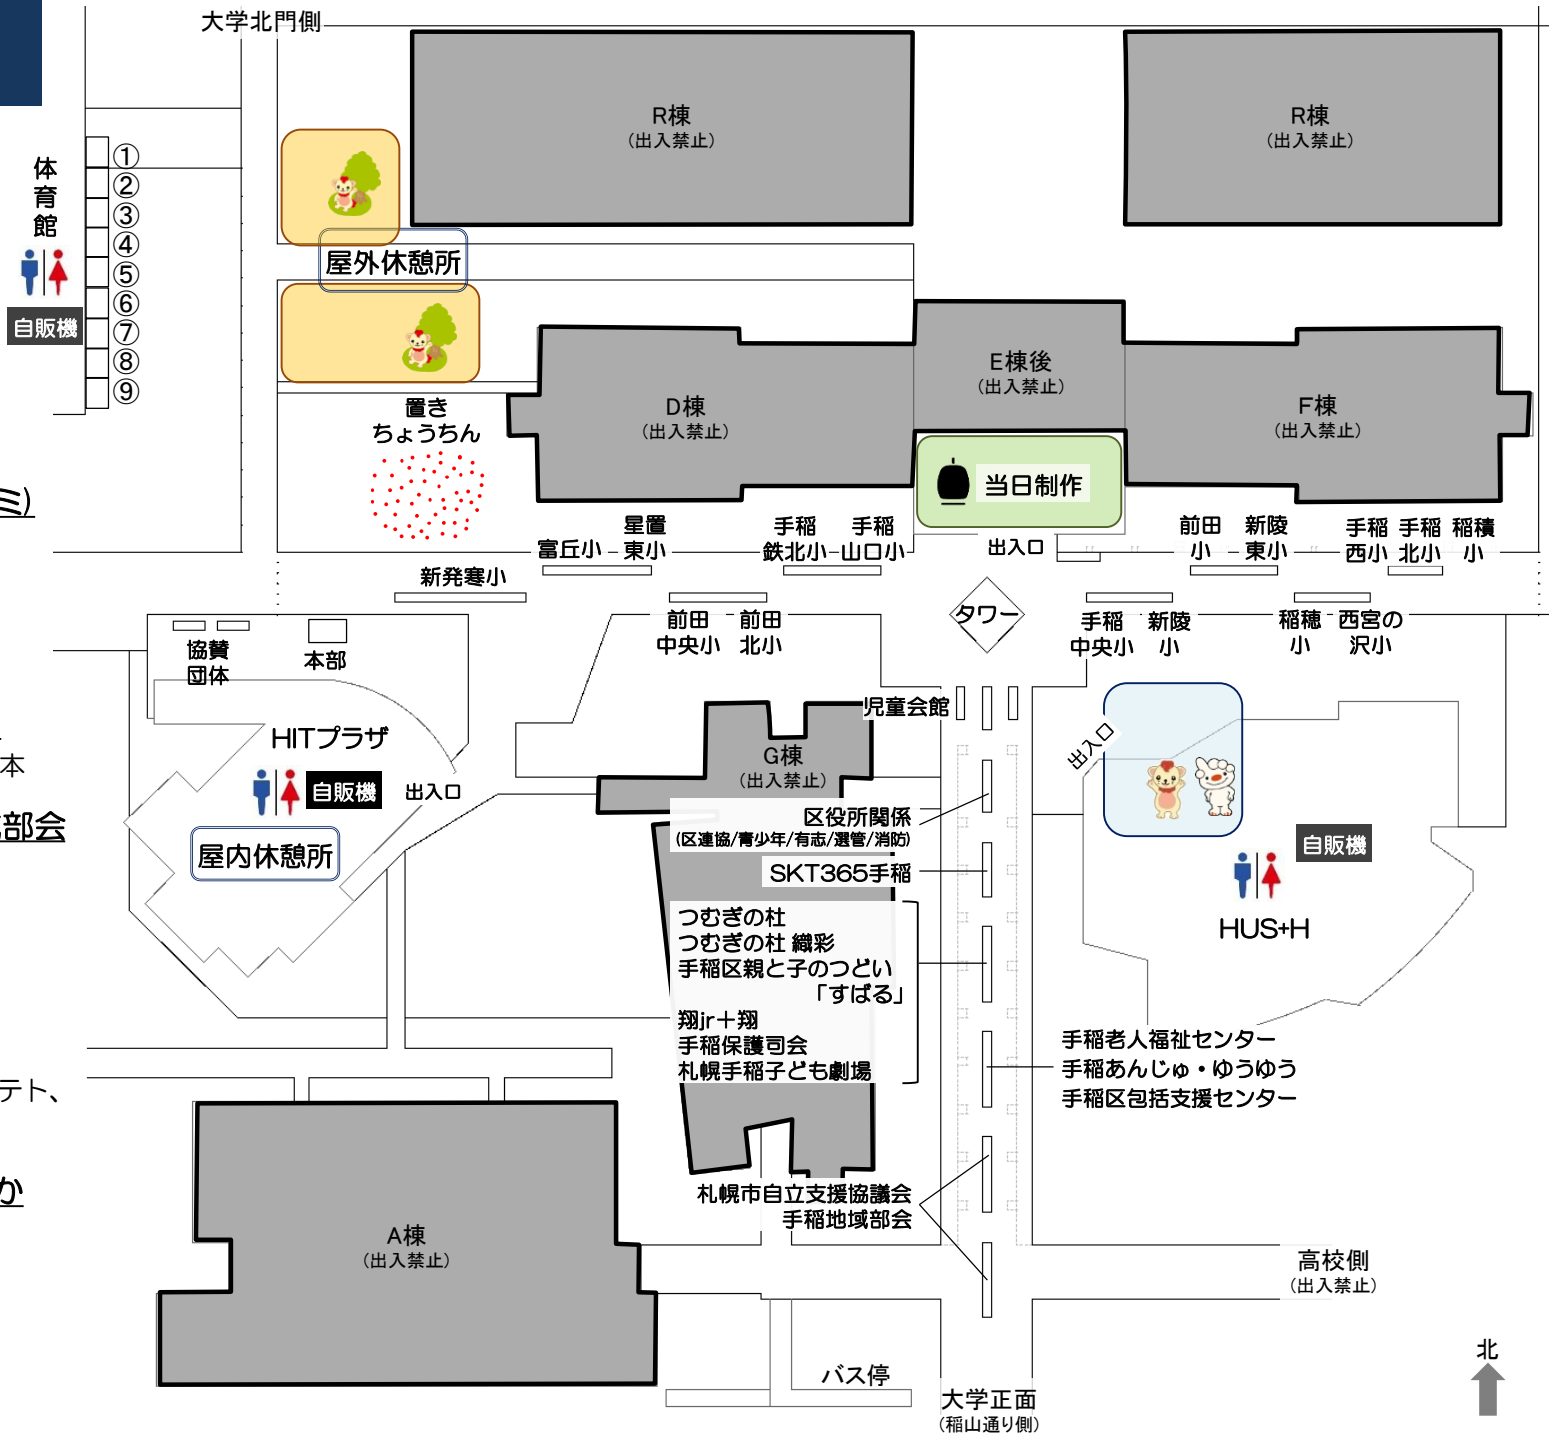 大学北門側
R棟
(出入禁止)
R棟
(出入禁止)
体育館
①
②
③
④
⑤
⑥
⑦
⑧
⑨
自販機
屋外休憩所
E棟後
(出入禁止)
D棟
(出入禁止)
F棟
(出入禁止)
置き
ちょうちん
当日制作
ミ)
富丘小
星置
東小
手稲
鉄北小
手稲
山口小
出入口
前田
小
新陵
東小
手稲
西小
手稲
北小
稲積
小
新発寒小
前田
中央小
前田
北小
タワー
手稲
中央小
新陵
小
稲穂
小
西宮の
沢小
協賛
団体
本部
HITプラザ
自販機
出入口
屋内休憩所
本
部会
児童会館
G棟
(出入禁止)
出入口
区役所関係
(区連協/青少年/有志/選管/消防)
SKT365手稲
自販機
HUS+H
つむぎの杜
つむぎの杜 織彩
手稲区親と子のつどい
「すばる」
翔jr+翔
手稲保護司会
札幌手稲子ども劇場
手稲老人福祉センター
手稲あんじゅ・ゆうゆう
手稲区包括支援センター
テト、
か
札幌市自立支援協議会
手稲地域部会
A棟
(出入禁止)
高校側
(出入禁止)
バス停
大学正面
(稲山通り側)
北